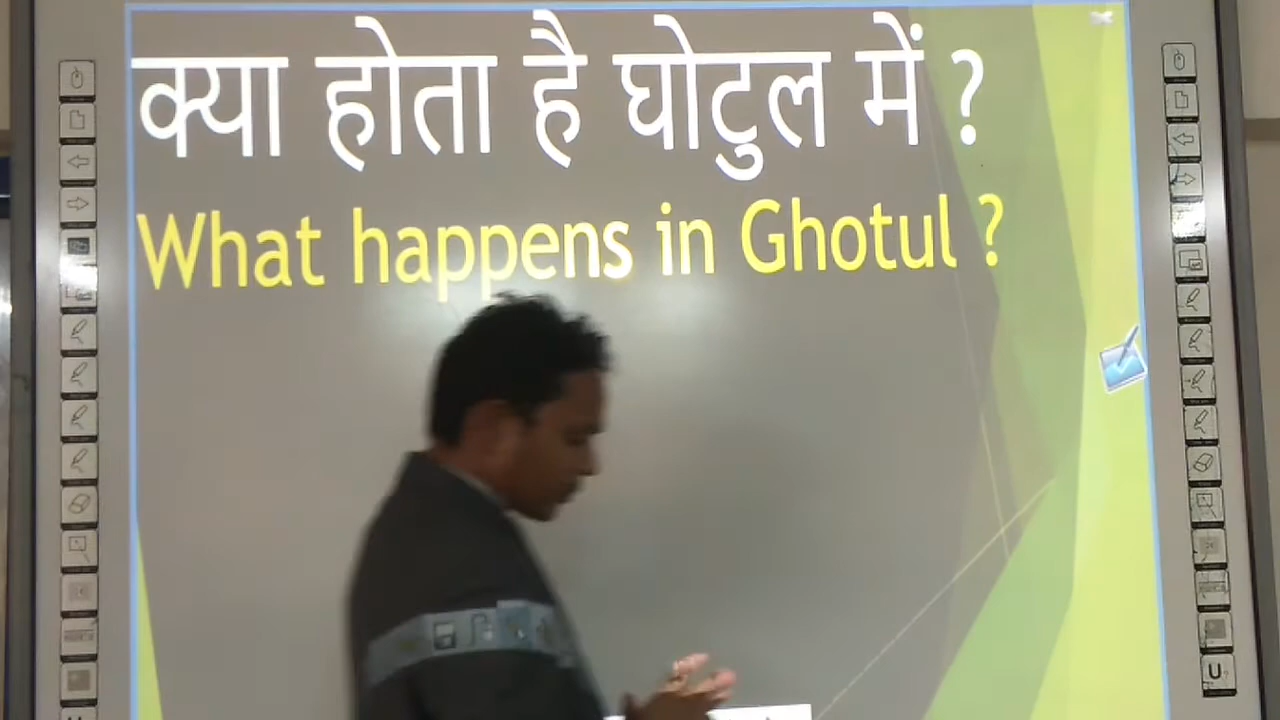 क्या होता है घोटुल में ?
What happens in Ghotul ?
U